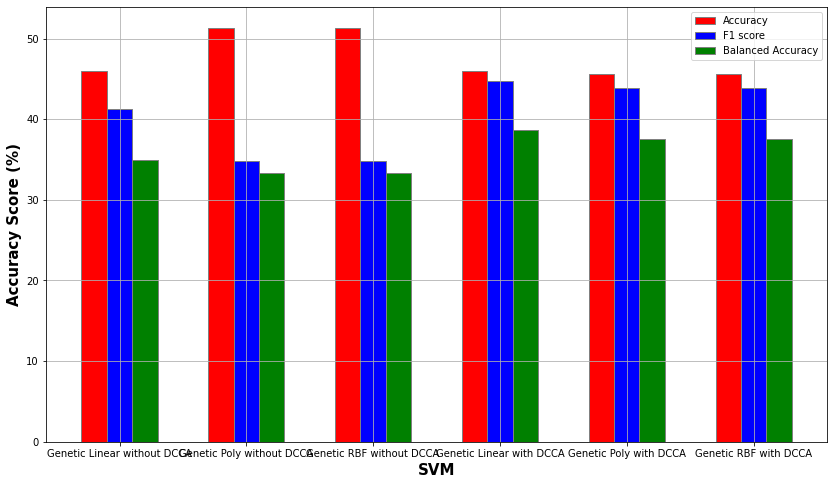 Accuracy
F1 score
Balanced Accuracy
Accuracy Score (%)
50
40
30
20
10
0
Genetic Linear without DCCA Genetic Poly without DCCA Genetic RBF without DCCA Genetic Linear with DCCA Genetic Poly with DCCA Genetic RBF with DCCA
SVM